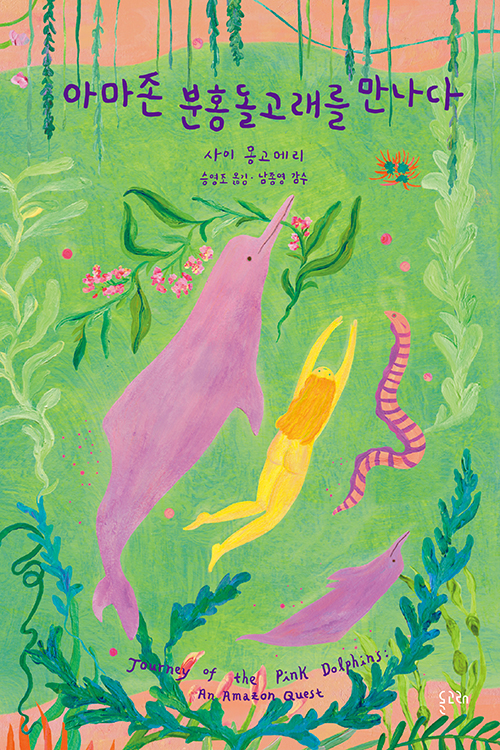 아마존 분홍돌고래를 만나다
사이 몽고메리
승영조 옮김 · 남종영 감수
Journey of the Pink Dolphins:
An Amazon Quest
돌고래